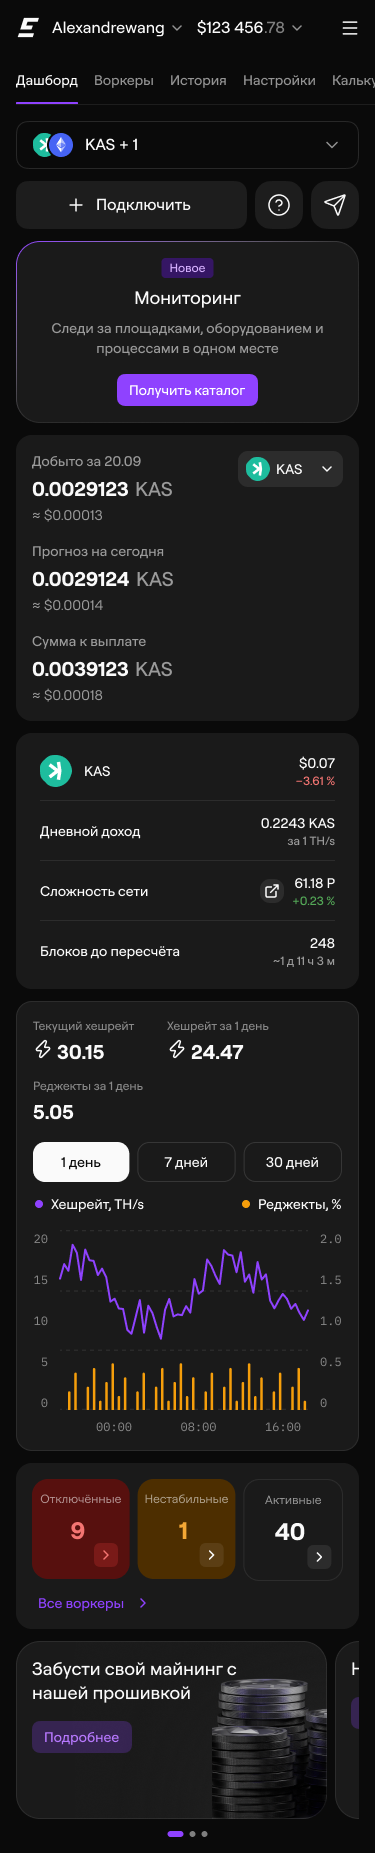 Alexandrewang $123 456.78
Дашборд Воркеры История Настройки Кальку
KAS + 1
Подключить
Новое
Мониторинг
Следи за площадками, оборудованием и
процессами в одном месте
Получить каталог
Добыто за 20.09
KAS
0.0029123 KAS
≈ $0.00013
Прогноз на сегодня
0.0029124 KAS
≈ $0.00014
Сумма к выплате
0.0039123 KAS
≈ $0.00018
KAS
$0.07
−3.61 %
Дневной доход
0.2243 KAS
за 1 TH/s
Сложность сети
61.18 P
+0.23 %
Блоков до пересчёта
248
~1 д 11 ч 3 м
Текущий хешрейт
30.15
Хешрейт за 1 день
24.47
Реджекты за 1 день
5.05
1 день 7 дней 30 дней
Хешрейт, TH/s Реджекты, %
20 2.0
15 1.5
10 1.0
5 0.5
0 0
00:00 08:00 16:00
Отключённые
9
Нестабильные
1
Активные
40
Все воркеры
Забусти свой майнинг с
нашей прошивкой
Подробнее
Н